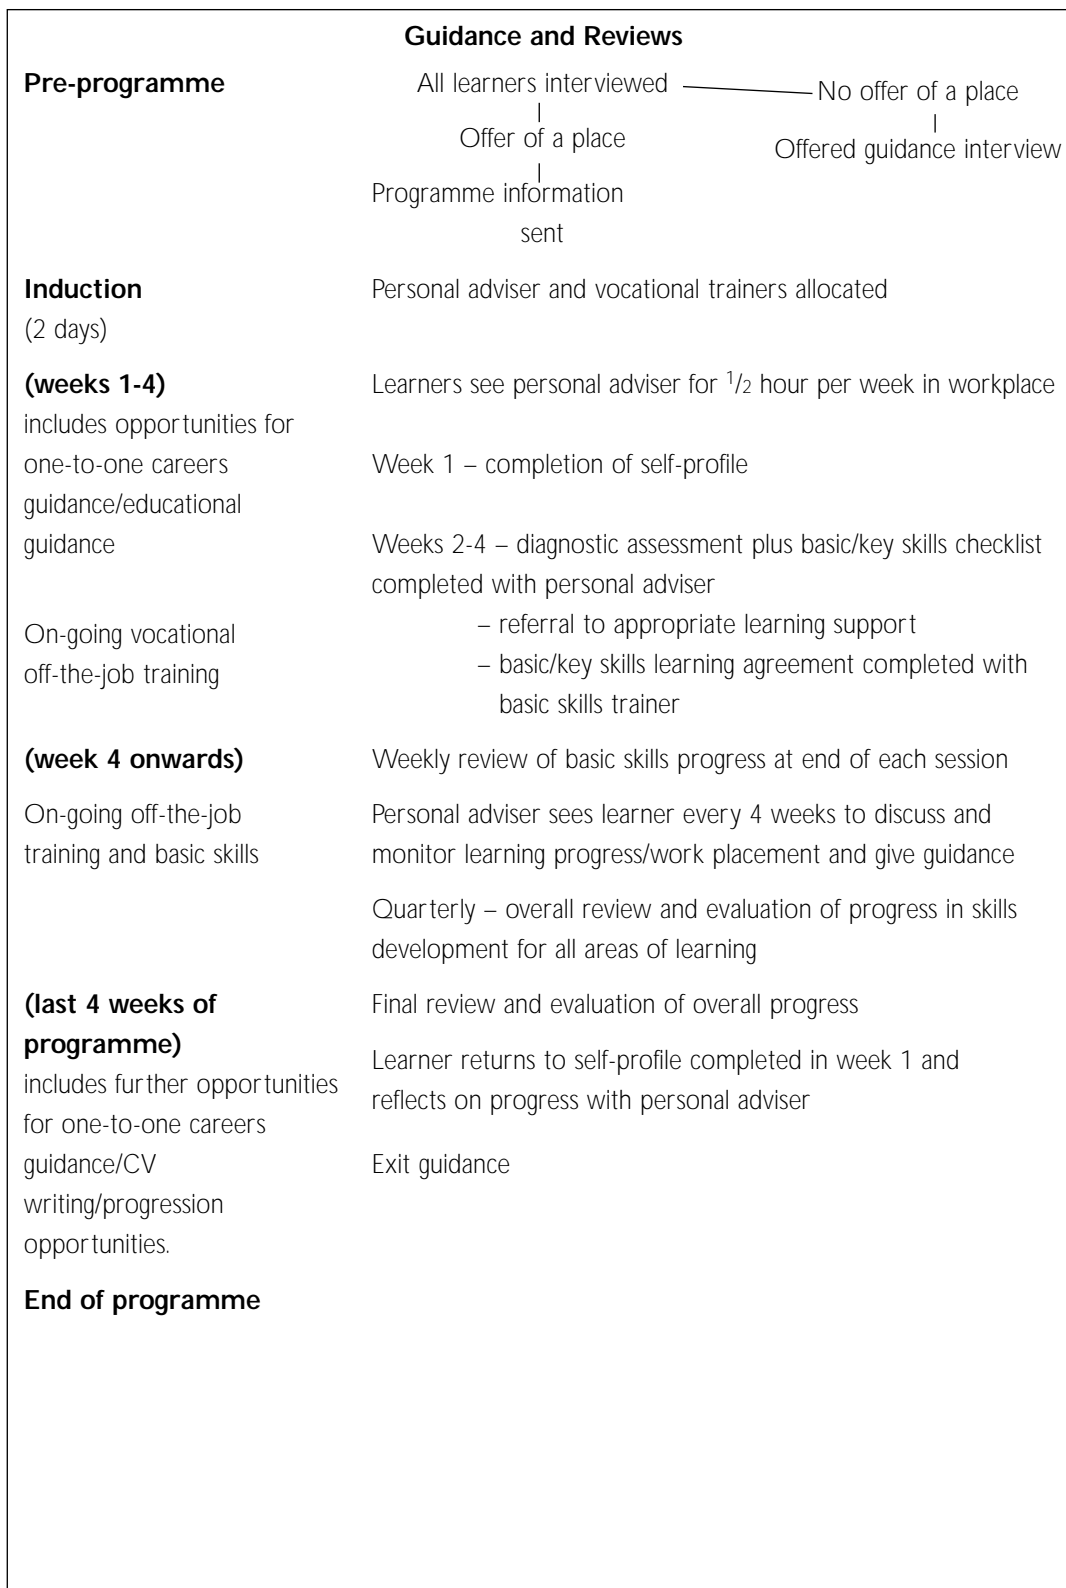 Guidance and Reviews
Pre-programme
All learners interviewed
No offer of a place
Offer of a place
Offered guidance interview
Programme information
sent
Induction
(2 days)
Personal adviser and vocational trainers allocated
(weeks 1-4)
includes opportunities for
one-to-one careers
guidance/educational
guidance
On-going vocational
off-the-job training
Learners see personal adviser for 1/2 hour per week in workplace
Week 1 – completion of self-profile
Weeks 2-4 – diagnostic assessment plus basic/key skills checklist
completed with personal adviser
– referral to appropriate learning support
– basic/key skills learning agreement completed with
basic skills trainer
(week 4 onwards)
On-going off-the-job
training and basic skills
Weekly review of basic skills progress at end of each session
Personal adviser sees learner every 4 weeks to discuss and
monitor learning progress/work placement and give guidance
Quarterly – overall review and evaluation of progress in skills
development for all areas of learning
(last 4 weeks of
programme)
includes further opportunities
for one-to-one careers
guidance/CV
writing/progression
opportunities.
Final review and evaluation of overall progress
Learner returns to self-profile completed in week 1 and
reflects on progress with personal adviser
Exit guidance
End of programme